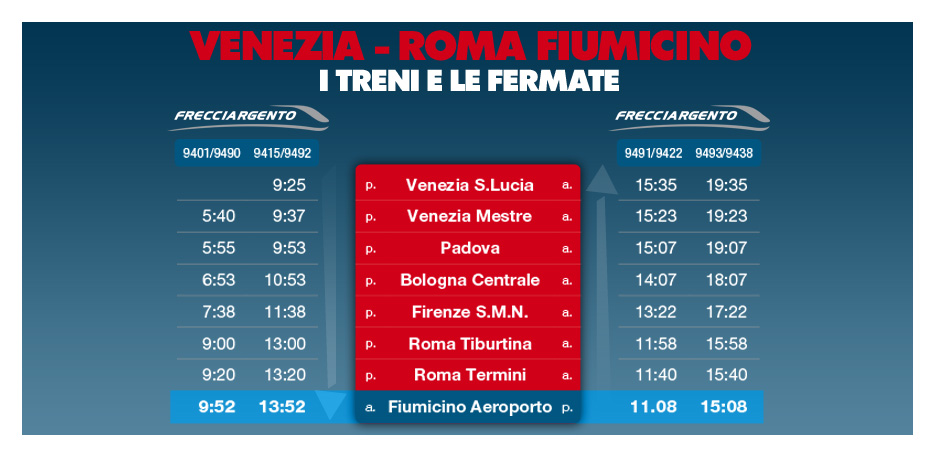 VENEZIA - ROMA FIUMICINO
I TRENI E LE FERMATE
FRECCIARGENTO FRECCIARGENTO
9401/9490 9415/9492 9491/9422 9493/9438
9:25 p. Venezia S.Lucia a. 15:35 19:35
5:40 9:37 p. Venezia Mestre a. 15:23 19:23
5:55 9:53 p. Padova a. 15:07 19:07
6:53 10:53 p. Bologna Centrale a. 14:07 18:07
7:38 11:38 p. Firenze S.M.N. a. 13:22 17:22
9:00 13:00 p. Roma Tiburtina a. 11:58 15:58
9:20 13:20 p. Roma Termini a. 11:40 15:40
9:52 13:52 a. Fiumicino Aeroporto p. 11.08 15:08